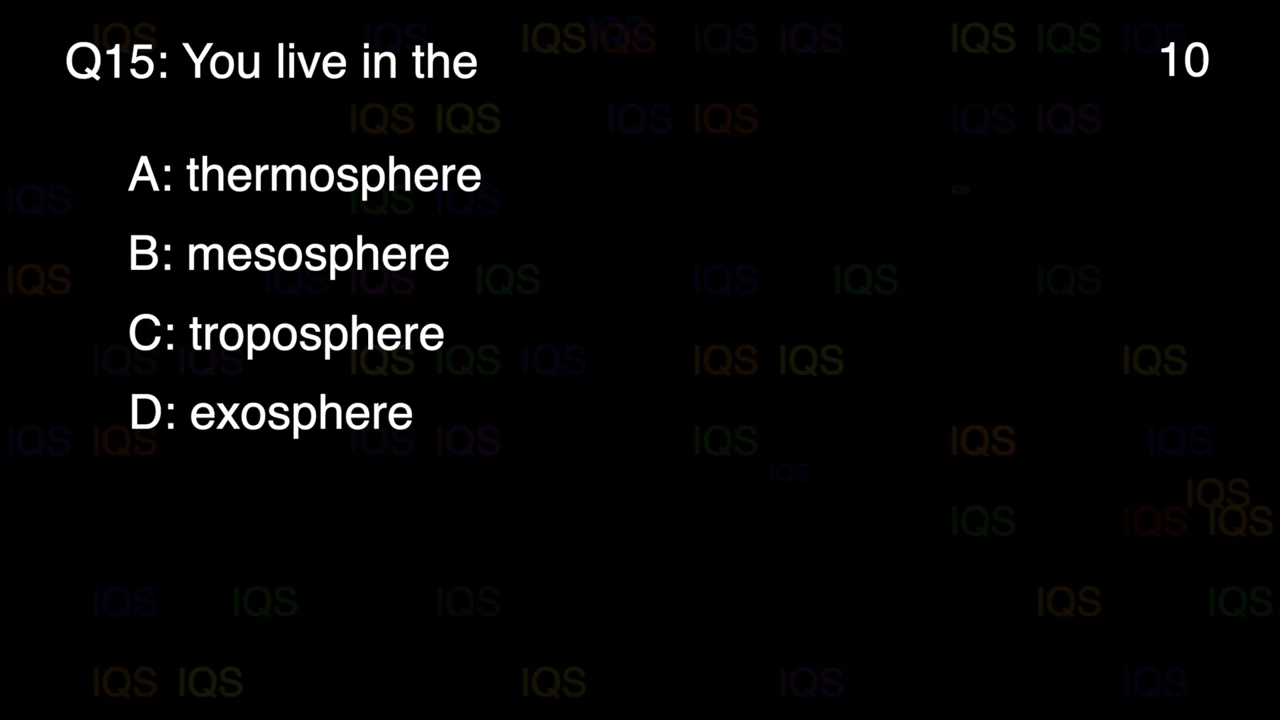 Q15: You live in the
10
A: thermosphere
B: mesosphere
C: troposphere
D: exosphere